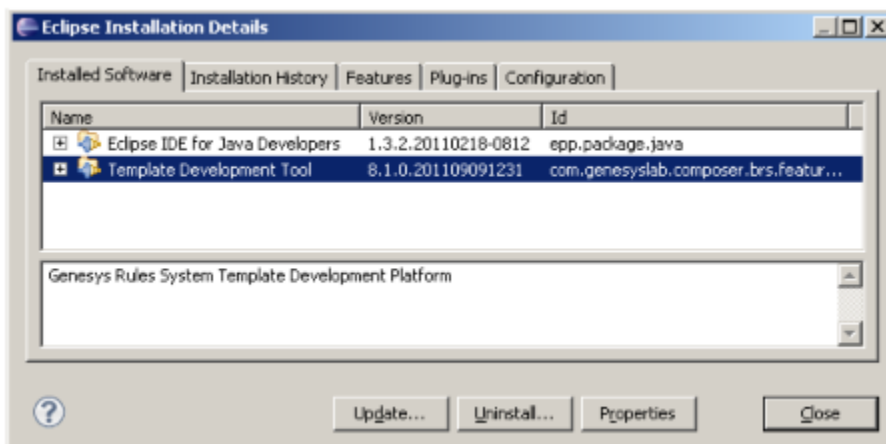 Eclipse Installation Details
Installed Software Installation History Features Plug-ins Configuration
Name Version Id
Eclipse IDE for Java Developers 1.3.2.20110218-0812 epp.package.java
Template Development Tool 8.1.0.201109091231 com.genesyslab.composer.brs.featur...
Genesys Rules System Template Development Platform
? Update... Uninstall... Properties Close